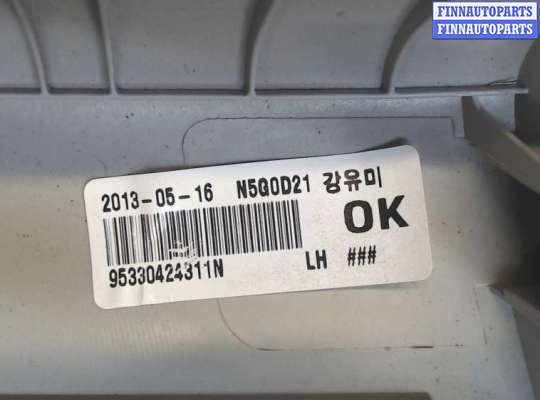 FINNAUTOPARTS
FINNAUTOPARTS
2013-05-16 N5G0D21 강유미
OK
95330424311N LH ###